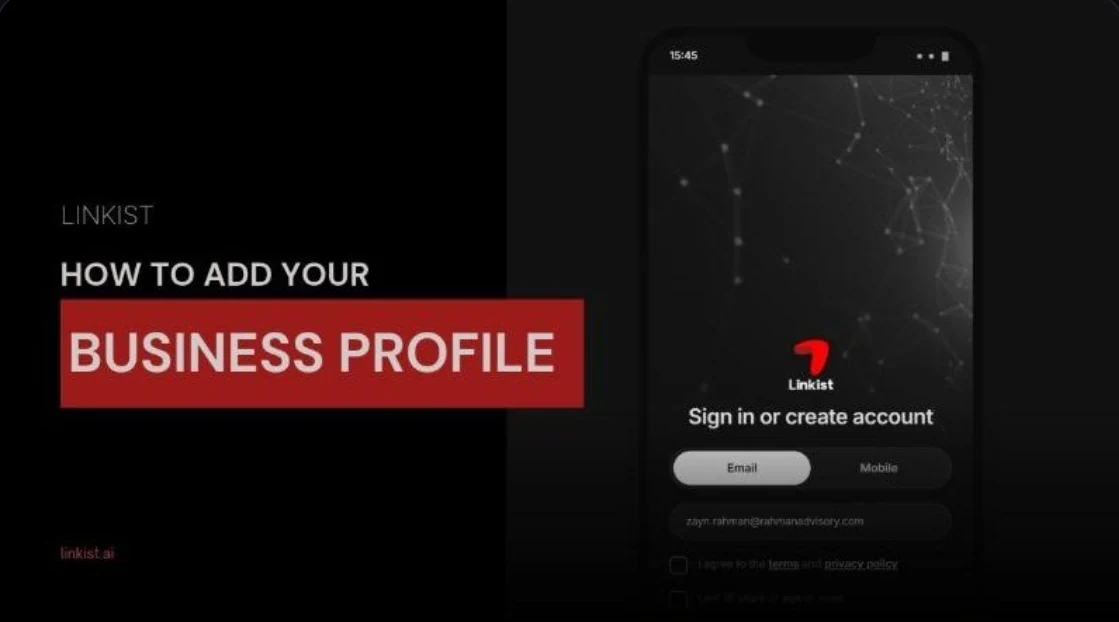 LINKIST
HOW TO ADD YOUR
BUSINESS PROFILE
linkist.ai
15:45
Linkist
Sign in or create account
Email
Mobile
zayn.rahman@rahmanadvisory.com
I agree to the terms and privacy policy